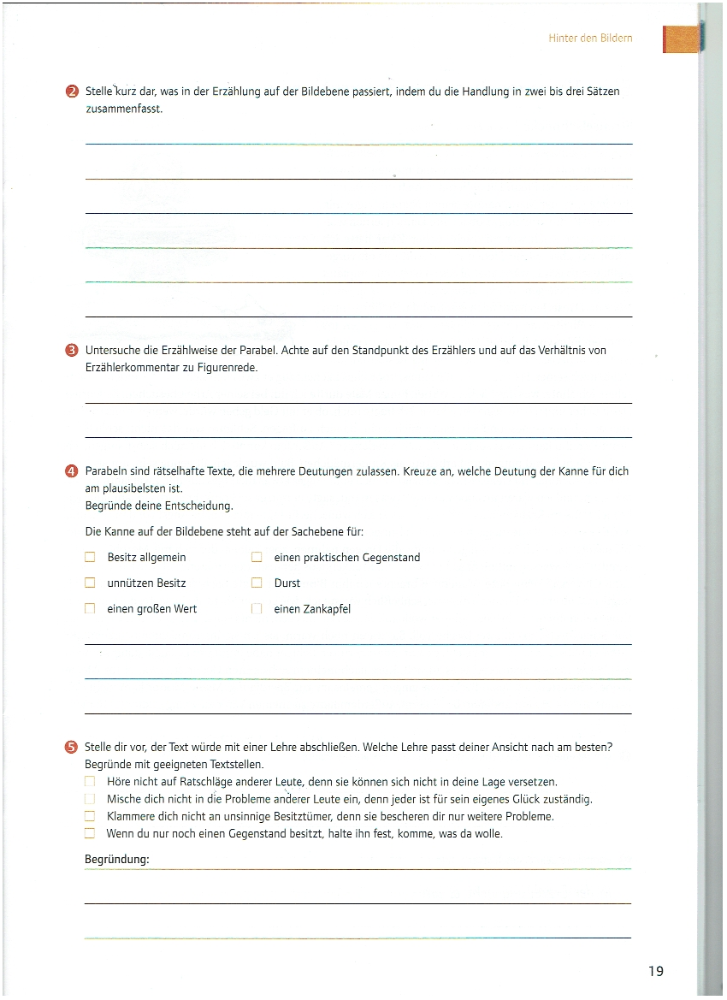 Hinter den Bildern
2 Stelle kurz dar, was in der Erzählung auf der Bildebene passiert, indem du die Handlung in zwei bis drei Sätzen
zusammenfasst.
3 Untersuche die Erzählweise der Parabel. Achte auf den Standpunkt des Erzählers und auf das Verhältnis von
Erzählerkommentar zu Figurenrede.
4 Parabeln sind rätselhafte Texte, die mehrere Deutungen zulassen. Kreuze an, welche Deutung der Kanne für dich
am plausibelsten ist.
Begründe deine Entscheidung.
Die Kanne auf der Bildebene steht auf der Sachebene für:
Besitz allgemein einen praktischen Gegenstand
unnützen Besitz Durst
einen großen Wert einen Zankapfel
5 Stelle dir vor, der Text würde mit einer Lehre abschließen. Welche Lehre passt deiner Ansicht nach am besten?
Begründe mit geeigneten Textstellen.
Höre nicht auf Ratschläge anderer Leute, denn sie können sich nicht in deine Lage versetzen.
Mische dich nicht in die Probleme anderer Leute ein, denn jeder ist für sein eigenes Glück zuständig.
Klammere dich nicht an unsinnige Besitztümer, denn sie bescheren dir nur weitere Probleme.
Wenn du nur noch einen Gegenstand besitzt, halte ihn fest, komme, was da wolle.
Begründung:
19